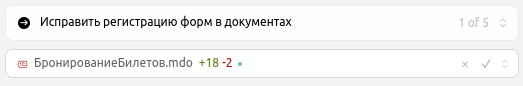 Исправить регистрацию форм в документах 1 of 5
БронированиеБилетов.mdo +18 -2